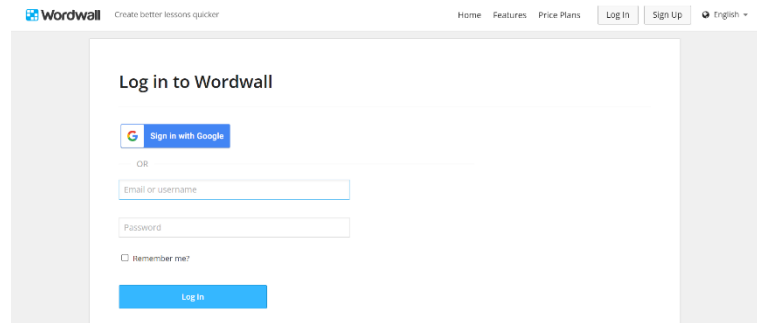 Wordwall Create better lessons quicker Home Features Price Plans Log In Sign Up English
Log in to Wordwall
G Sign in with Google
OR
Email or username
Password
Remember me?
Log In